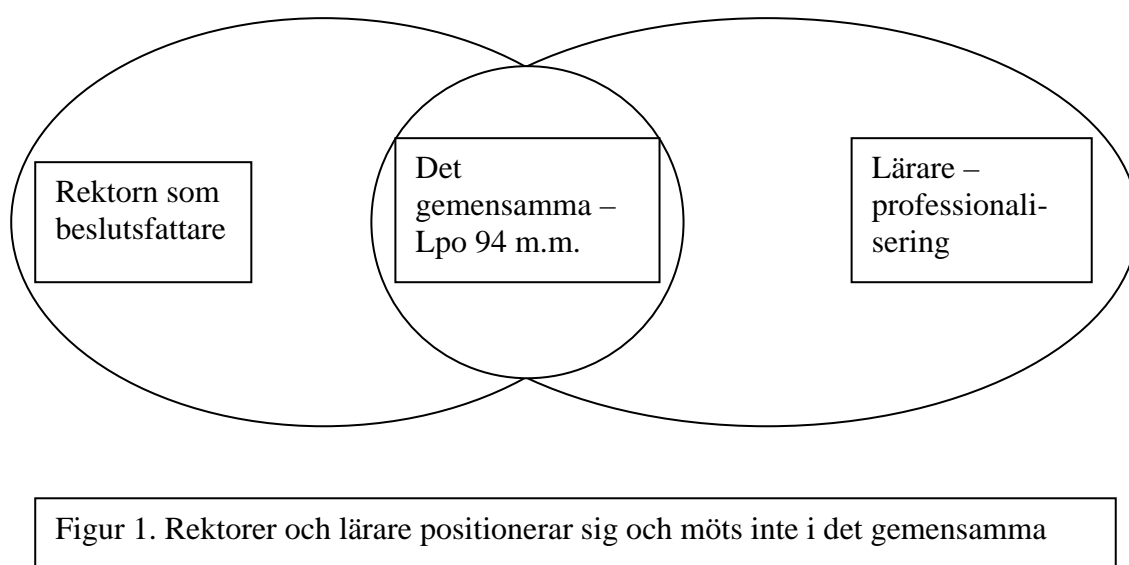 Rektorn som
beslutsfattare
Det
gemensamma –
Lpo 94 m.m.
Lärare –
professionali-
sering
Figur 1. Rektorer och lärare positionerar sig och möts inte i det gemensamma